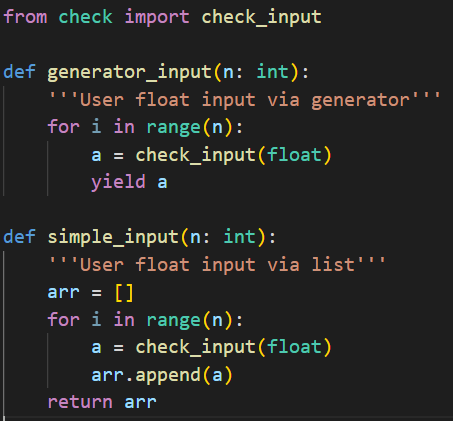 from check import check_input

def generator_input(n: int):
    '''User float input via generator'''
    for i in range(n):
        a = check_input(float)
        yield a

def simple_input(n: int):
    '''User float input via list'''
    arr = []
    for i in range(n):
        a = check_input(float)
        arr.append(a)
    return arr